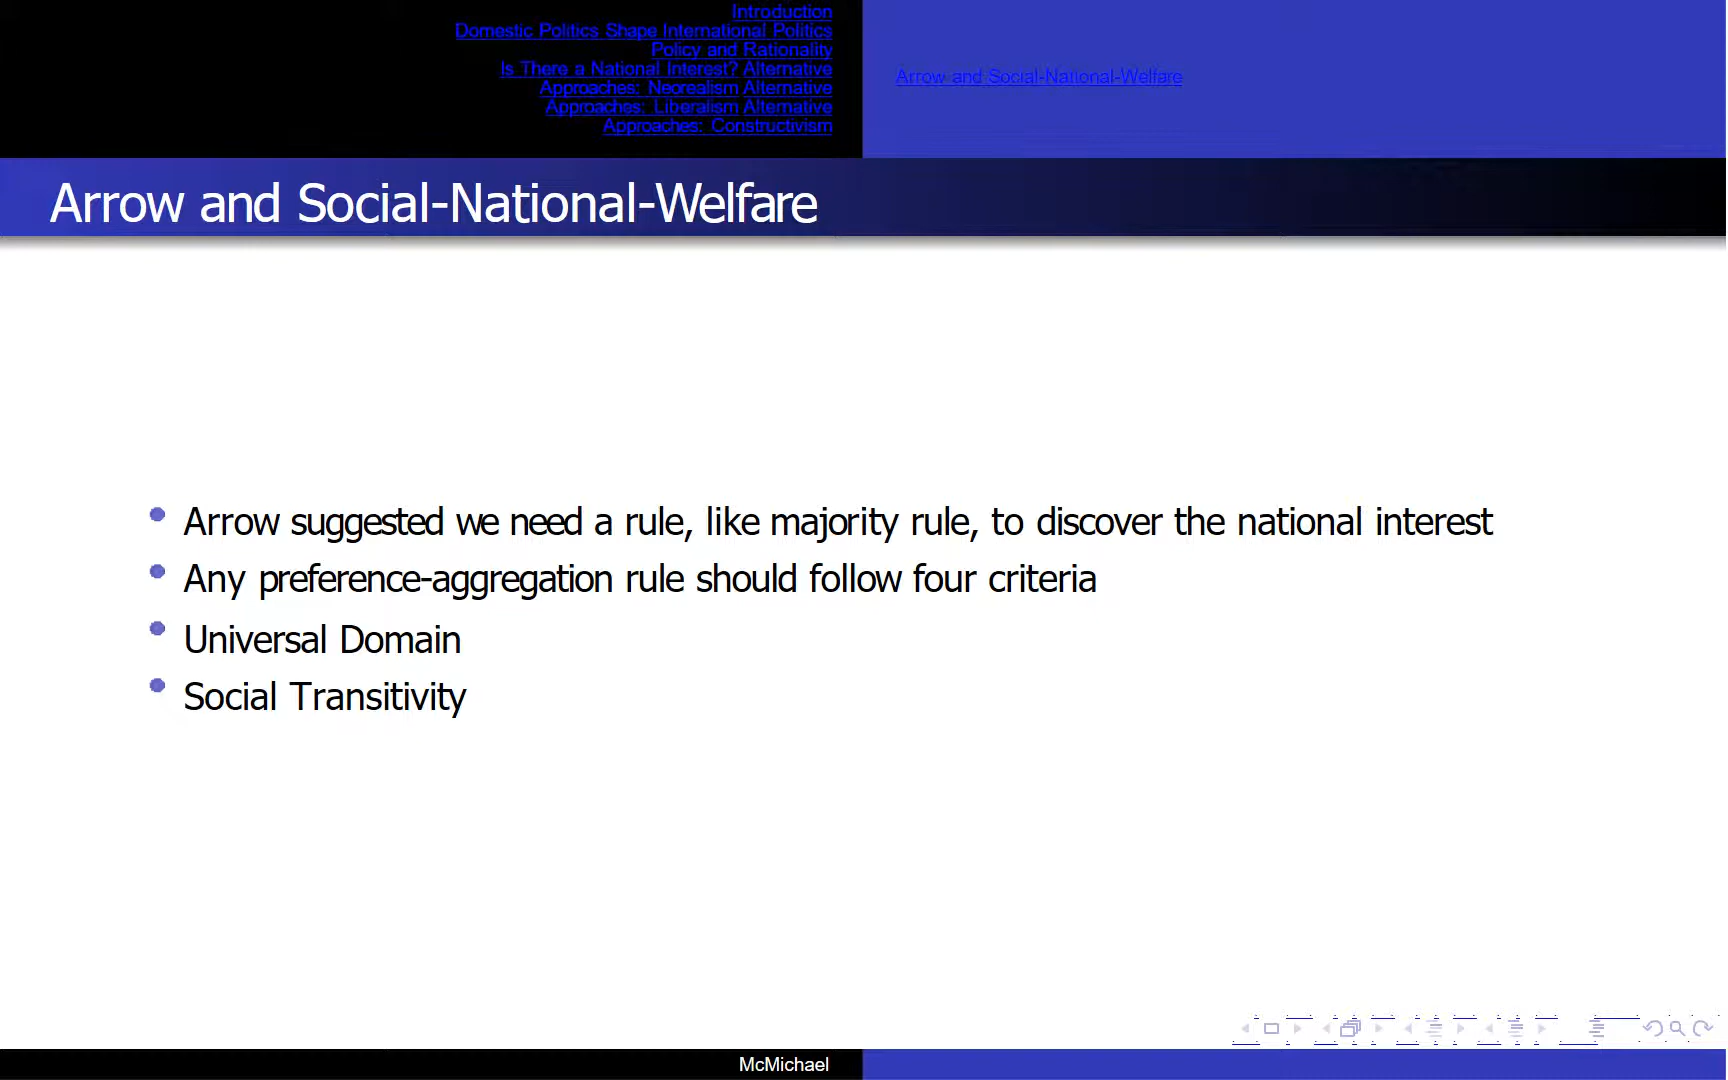 Introduction
Domestic Politics Shape International Politics
Policy and Rationality
Is There a National Interest? Alternative
Approaches: Neorealism Alternative
Approaches: Liberalism Alternative
Approaches: Constructivism
Arrow and Social-National-Welfare
Arrow and Social-National-Welfare
Arrow suggested we need a rule, like majority rule, to discover the national interest
Any preference-aggregation rule should follow four criteria
Universal Domain
Social Transitivity
McMichael